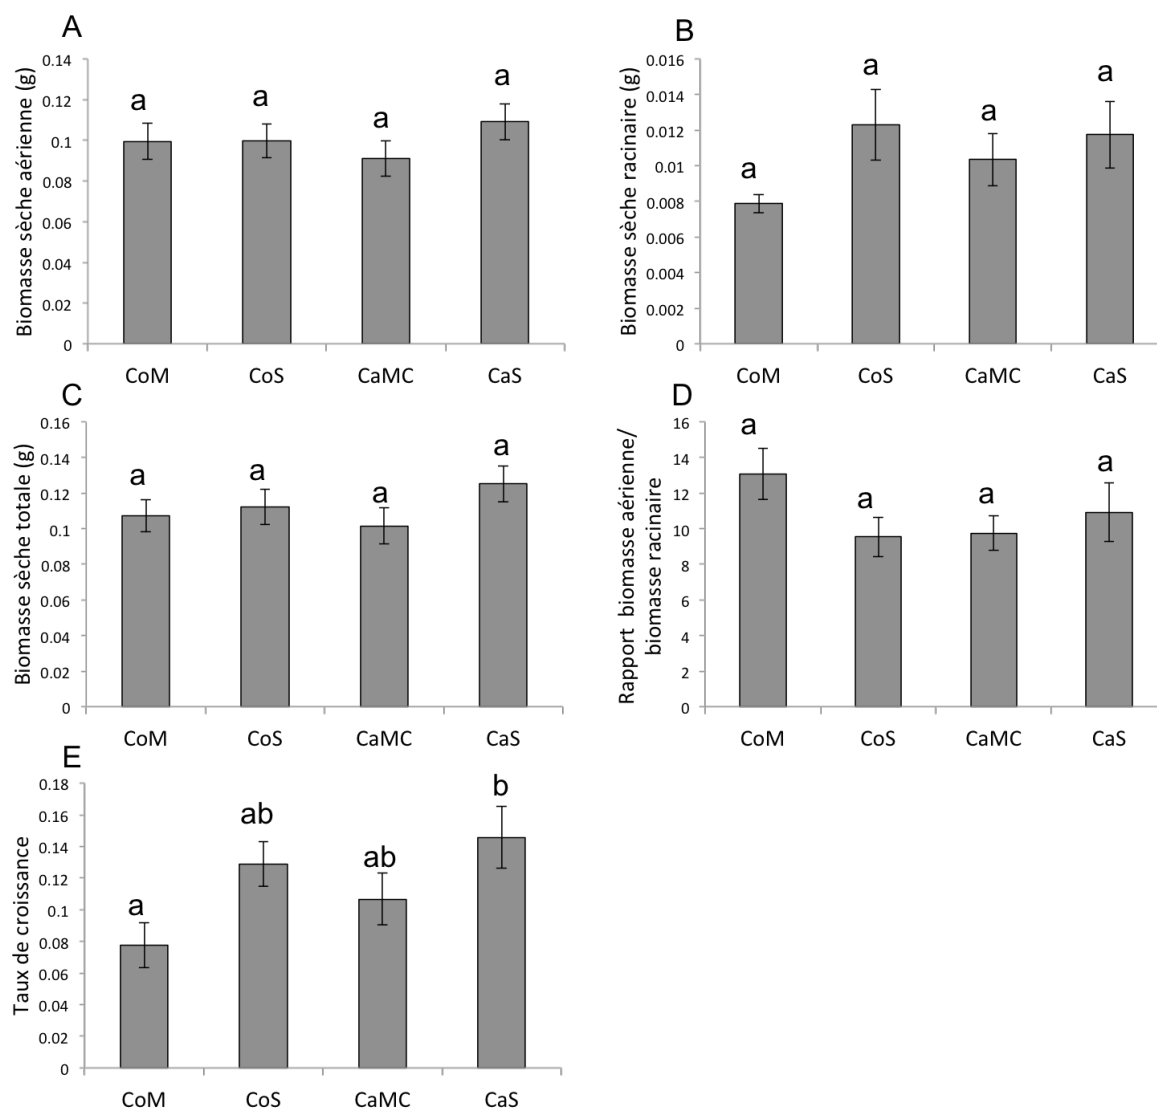 A
Biomasse sèche aérienne (g)
0.14
0.12
0.1
0.08
0.06
0.04
0.02
0
a
a
a
a
CoM CoS CaMC CaS
B
Biomasse sèche racinaire (g)
0.016
0.014
0.012
0.01
0.008
0.006
0.004
0.002
0
a
a
a
a
CoM CoS CaMC CaS
C
Biomasse sèche totale (g)
0.16
0.14
0.12
0.1
0.08
0.06
0.04
0.02
0
a
a
a
a
CoM CoS CaMC CaS
D
Rapport biomasse aérienne/
biomasse racinaire
16
14
12
10
8
6
4
2
0
a
a
a
a
CoM CoS CaMC CaS
E
Taux de croissance
0.18
0.16
0.14
0.12
0.1
0.08
0.06
0.04
0.02
0
a
ab
ab
b
CoM CoS CaMC CaS